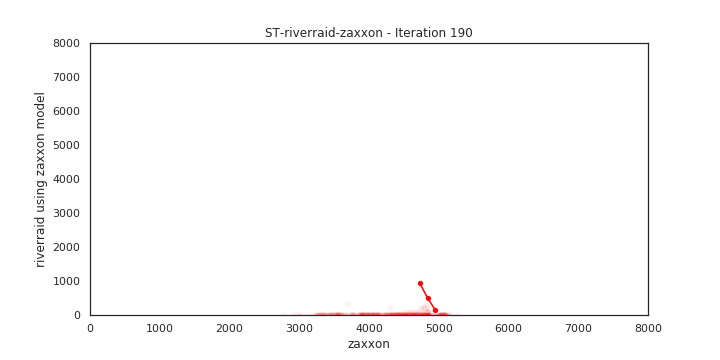 ST-riverraid-zaxxon - Iteration 190
8000
7000
6000
5000
4000
3000
2000
1000
0
riverraid using zaxxon model
0 1000 2000 3000 4000 5000 6000 7000 8000
zaxxon